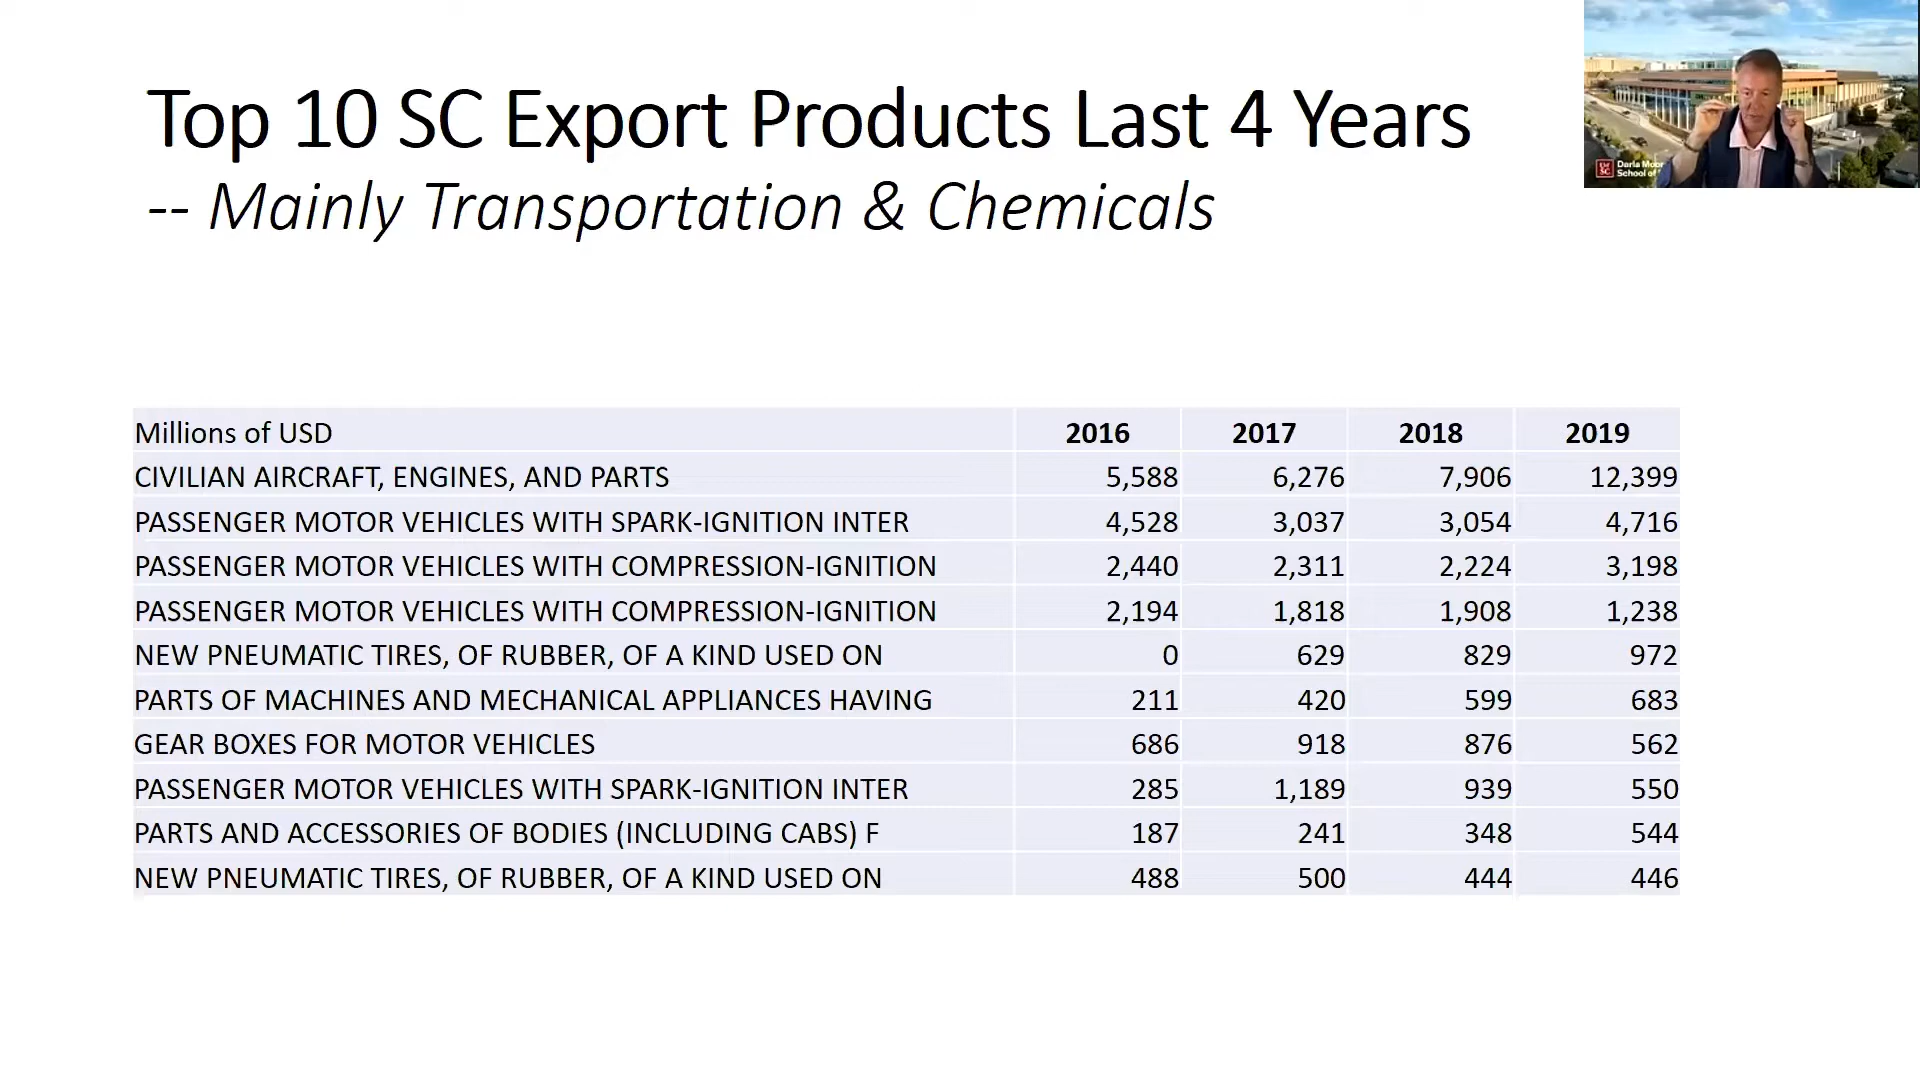 Top 10 SC Export Products Last 4 Years
-- Mainly Transportation & Chemicals
UofSC
Darla Moor
School of
Millions of USD 2016 2017 2018 2019
CIVILIAN AIRCRAFT, ENGINES, AND PARTS 5,588 6,276 7,906 12,399
PASSENGER MOTOR VEHICLES WITH SPARK-IGNITION INTER 4,528 3,037 3,054 4,716
PASSENGER MOTOR VEHICLES WITH COMPRESSION-IGNITION 2,440 2,311 2,224 3,198
PASSENGER MOTOR VEHICLES WITH COMPRESSION-IGNITION 2,194 1,818 1,908 1,238
NEW PNEUMATIC TIRES, OF RUBBER, OF A KIND USED ON 0 629 829 972
PARTS OF MACHINES AND MECHANICAL APPLIANCES HAVING 211 420 599 683
GEAR BOXES FOR MOTOR VEHICLES 686 918 876 562
PASSENGER MOTOR VEHICLES WITH SPARK-IGNITION INTER 285 1,189 939 550
PARTS AND ACCESSORIES OF BODIES (INCLUDING CABS) F 187 241 348 544
NEW PNEUMATIC TIRES, OF RUBBER, OF A KIND USED ON 488 500 444 446